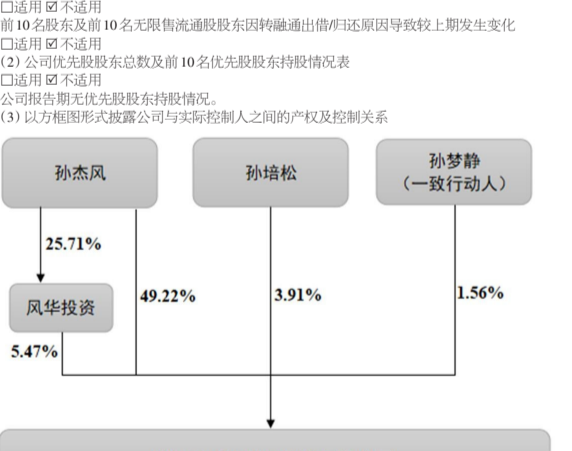 □适用 ☑不适用
前10名股东及前10名无限售流通股股东因转融通出借/归还原因导致较上期发生变化
□适用 ☑不适用
(2) 公司优先股股东总数及前10名优先股股东持股情况表
□适用 ☑不适用
公司报告期无优先股股东持股情况。
(3) 以方框图形式披露公司与实际控制人之间的产权及控制关系
孙杰风
孙培松
孙梦静
(一致行动人)
25.71%
49.22%
3.91%
1.56%
风华投资
5.47%